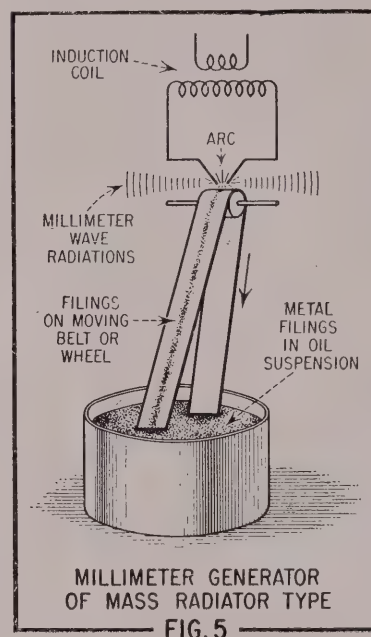 INDUCTION
COIL
ARC
MILLIMETER
WAVE
RADIATIONS
FILINGS
ON MOVING
BELT OR
WHEEL
METAL
FILINGS
IN OIL
SUSPENSION
MILLIMETER GENERATOR
OF MASS RADIATOR TYPE
FIG. 5